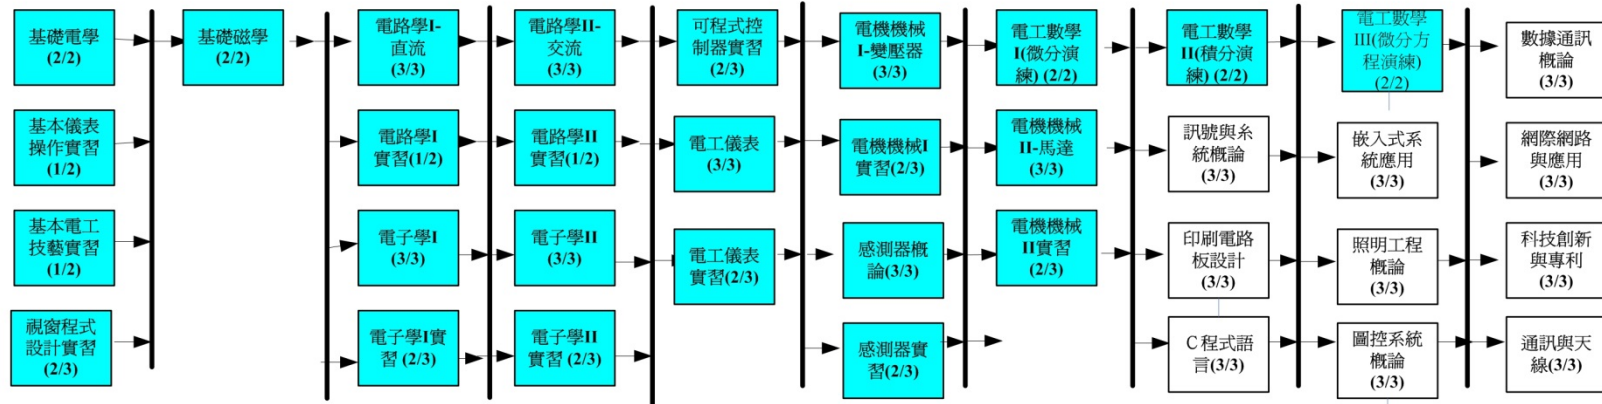 基礎電學
(2/2)
基本儀表
操作實習
(1/2)
基本電工
技藝實習
(1/2)
視窗程式
設計實習
(2/3)
基礎磁學
(2/2)
電路學I-
直流
(3/3)
電路學I
實習(1/2)
電子學I
(3/3)
電子學I實
習 (2/3)
電路學II-
交流
(3/3)
電路學II
實習(1/2)
電子學II
(3/3)
電子學II
實習 (2/3)
可程式控
制器實習
(2/3)
電工儀表
(3/3)
電工儀表
實習(2/3)
電機機械
I-變壓器
(3/3)
電機機械I
實習(2/3)
感測器概
論(3/3)
感測器實
習(2/3)
電工數學
I(微分演
練) (2/2)
電機機械
II-馬達
(3/3)
電機機械
II實習
(2/3)
電工數學
II(積分演
練) (2/2)
訊號與系
統概論
(3/3)
印刷電路
板設計
(3/3)
C 程式語
言(3/3)
電工數學
III(微分方
程演練)
(2/2)
嵌入式系
統應用
(3/3)
照明工程
概論
(3/3)
圖控系統
概論
(3/3)
數據通訊
概論
(3/3)
網際網路
與應用
(3/3)
科技創新
與專利
(3/3)
通訊與天
線(3/3)